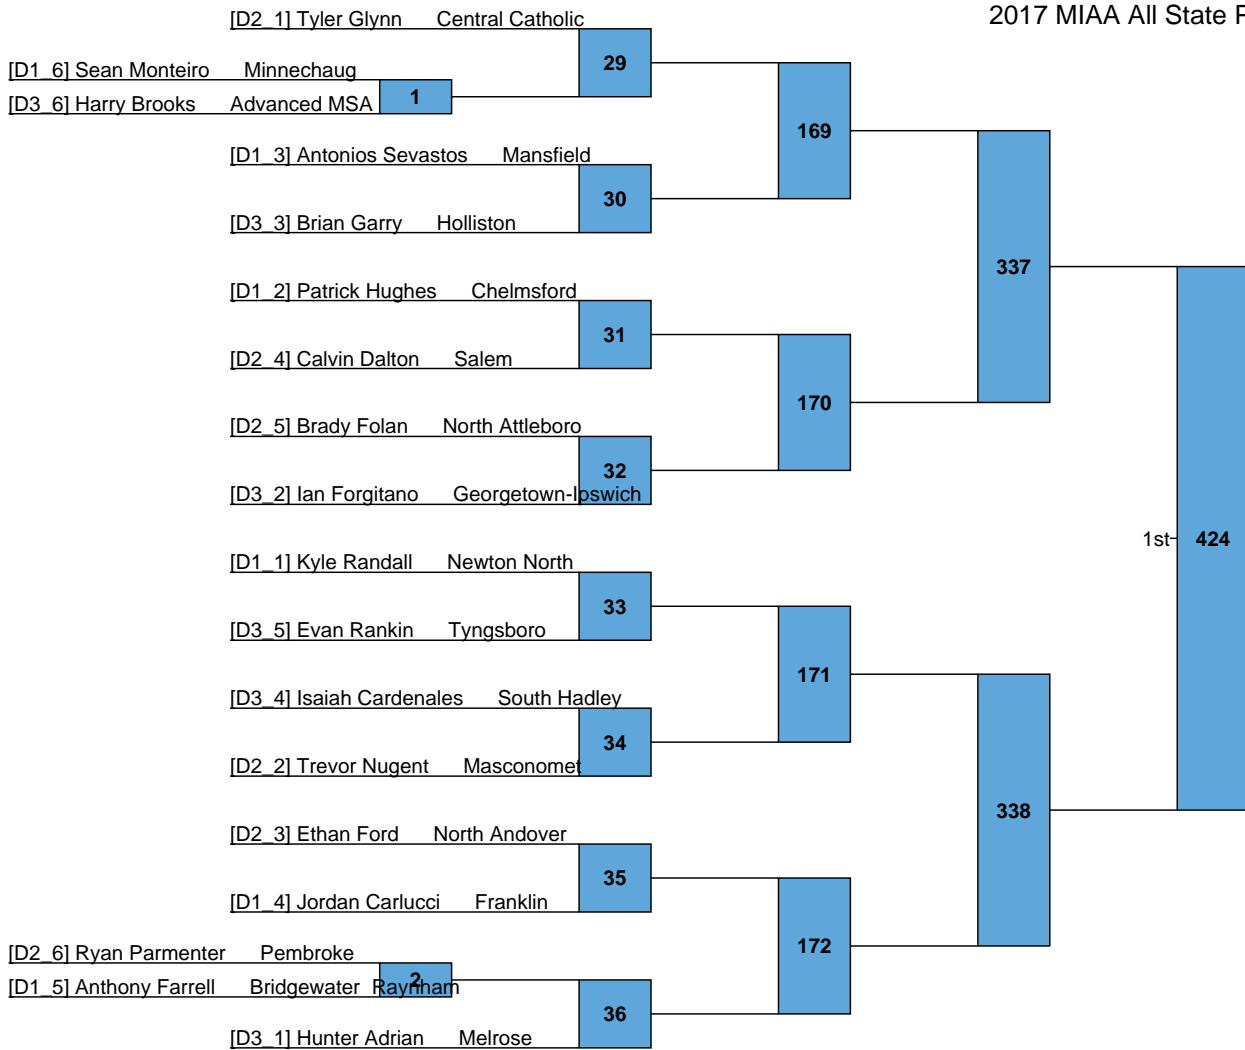 2017 MIAA All State
[D2_1] Tyler Glynn Central Catholic
29
[D1_6] Sean Monteiro Minnechaug
1
[D3_6] Harry Brooks Advanced MSA
169
[D1_3] Antonios Sevastos Mansfield
30
[D3_3] Brian Garry Holliston
337
[D1_2] Patrick Hughes Chelmsford
31
[D2_4] Calvin Dalton Salem
170
[D2_5] Brady Folan North Attleboro
32
[D3_2] Ian Forgitano Georgetown-Ipswich
1st 424
[D1_1] Kyle Randall Newton North
33
[D3_5] Evan Rankin Tyngsboro
171
[D3_4] Isaiah Cardenales South Hadley
34
[D2_2] Trevor Nugent Masconomet
338
[D2_3] Ethan Ford North Andover
35
[D1_4] Jordan Carlucci Franklin
172
[D2_6] Ryan Parmenter Pembroke
2
[D1_5] Anthony Farrell Bridgewater Raynham
36
[D3_1] Hunter Adrian Melrose